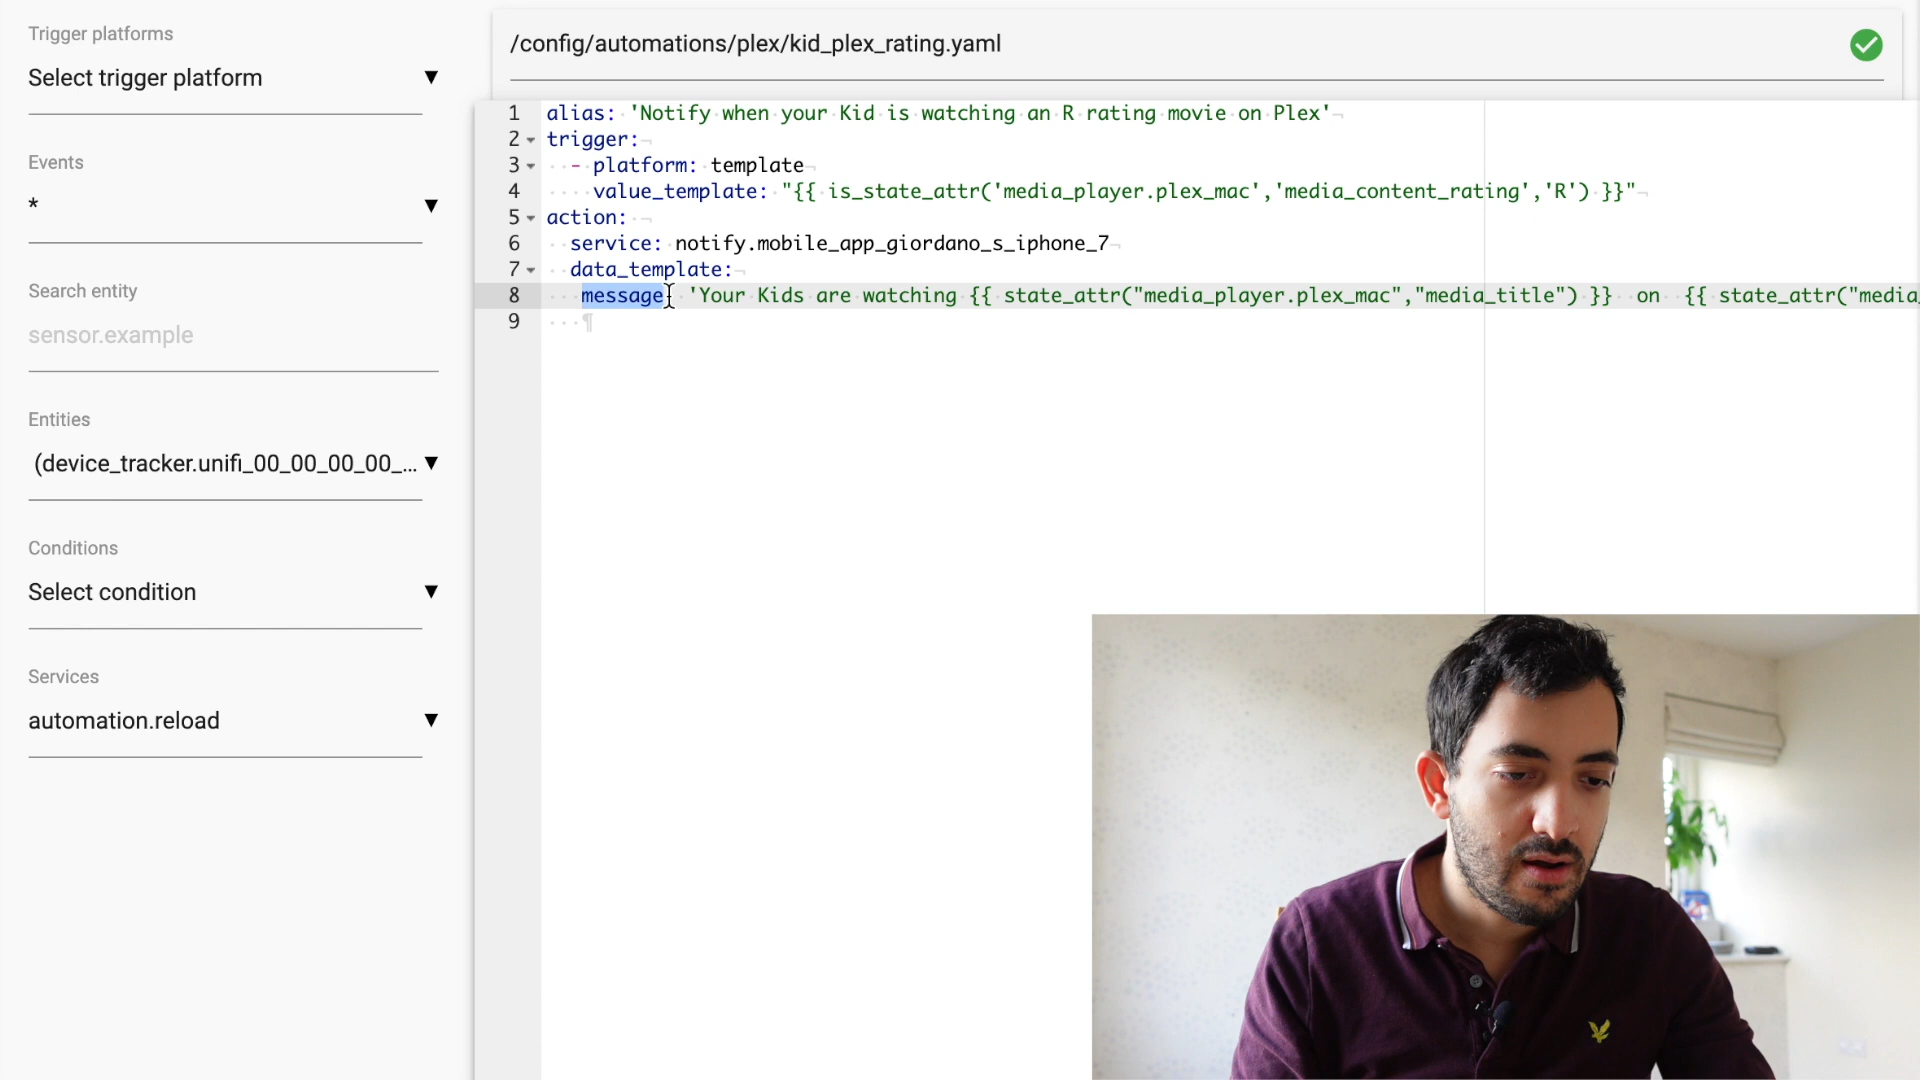 Trigger platforms
Select trigger platform
Events
*
Search entity
sensor.example
Entities
(device_tracker.unifi_00_00_00_00_...
Conditions
Select condition
Services
automation.reload
/config/automations/plex/kid_plex_rating.yaml
1 alias: 'Notify when your Kid is watching an R rating movie on Plex'
2 trigger:
3 - platform: template
4 value_template: "{{ is_state_attr('media_player.plex_mac','media_content_rating','R') }}"
5 action:
6 service: notify.mobile_app_giordano_s_iphone_7
7 data_template:
8 message: 'Your Kids are watching {{ state_attr("media_player.plex_mac","media_title") }} on {{ state_attr("media_
9